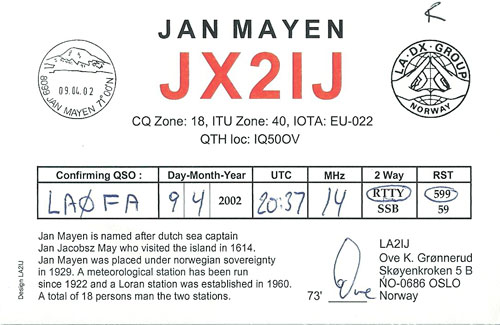 JAN MAYEN
JX2IJ
8099 JAN MAYEN 71°00'N
09.04.02
LA·DX·GROUP
NORWAY
CQ Zone: 18, ITU Zone: 40, IOTA: EU-022
QTH loc: IQ50OV
Confirming QSO : Day-Month-Year UTC MHz 2 Way RST
LAØFA 9 4 2002 20:37 14 RTTY 599
SSB 59
Jan Mayen is named after dutch sea captain
Jan Jacobsz May who visited the island in 1614.
Jan Mayen was placed under norwegian sovereignty
in 1929. A meteorological station has been run
since 1922 and a Loran station was established in 1960.
A total of 18 persons man the two stations.
73' Ove
LA2IJ
Ove K. Grønnerud
Skøyenkroken 5 B
NO-0686 OSLO
Norway
Design LA2IJ